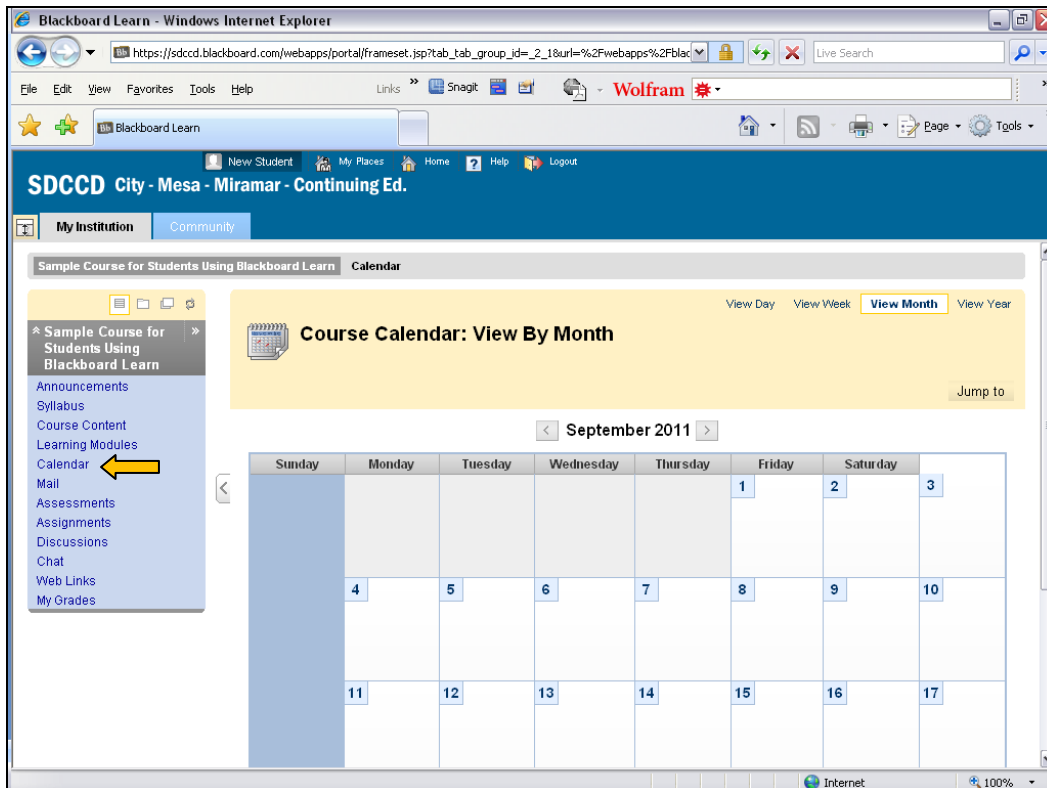 Blackboard Learn - Windows Internet Explorer
Bb https://sdccd.blackboard.com/webapps/portal/frameset.jsp?tab_tab_group_id=_2_1&url=%2Fwebapps%2Fblac Live Search
File Edit View Favorites Tools Help Links » Snagit Wolfram
Bb Blackboard Learn Page Tools
New Student My Places Home ? Help Logout
SDCCD City - Mesa - Miramar - Continuing Ed.
My Institution Community
Sample Course for Students Using Blackboard Learn Calendar
View Day View Week View Month View Year
Sample Course for Students Using Blackboard Learn
Course Calendar: View By Month
Jump to
Announcements
Syllabus
Course Content
Learning Modules
Calendar
Mail
Assessments
Assignments
Discussions
Chat
Web Links
My Grades
< September 2011 >
Sunday Monday Tuesday Wednesday Thursday Friday Saturday
1 2 3
4 5 6 7 8 9 10
11 12 13 14 15 16 17
Internet 100%